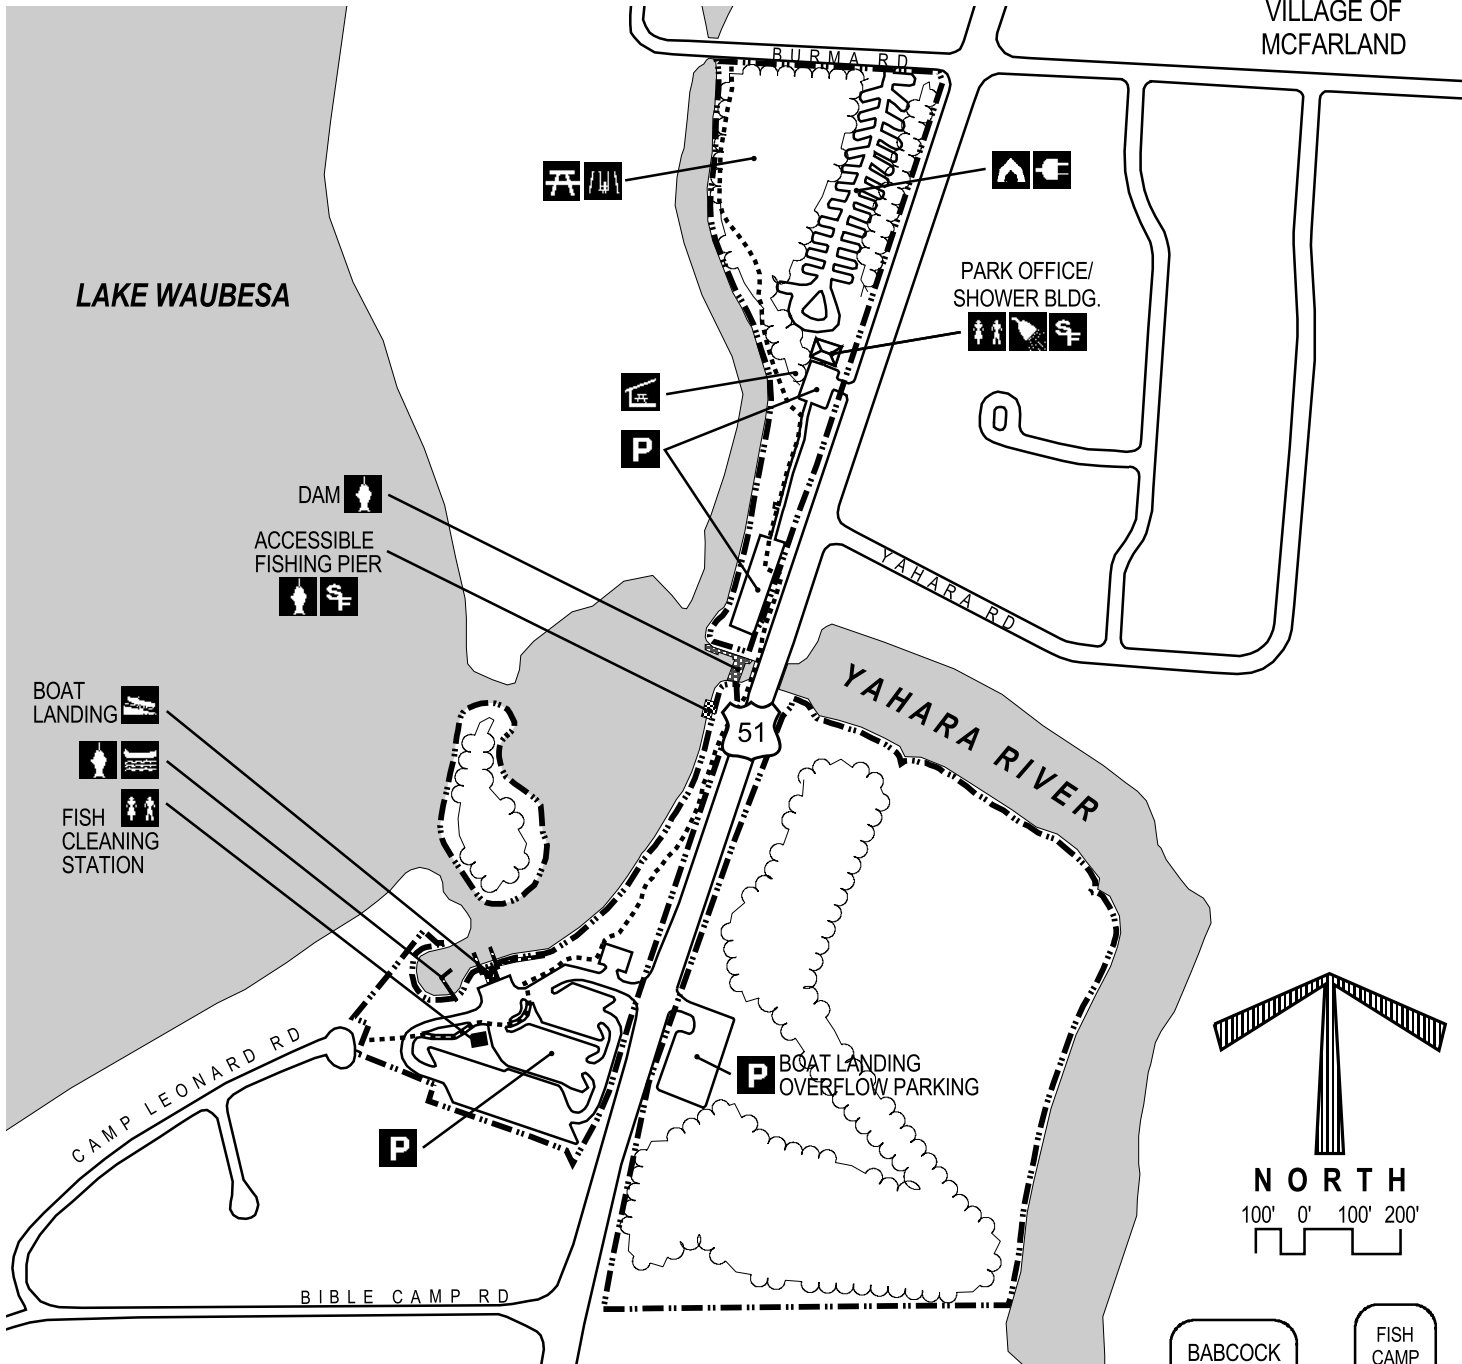 VILLAGE OF
MCFARLAND
BURMA RD
LAKE WAUBESA
PARK OFFICE/
SHOWER BLDG.
SF
P
DAM
ACCESSIBLE
FISHING PIER
SF
YAHARA RD
BOAT
LANDING
YAHARA RIVER
51
FISH
CLEANING
STATION
CAMP LEONARD RD
P
BOAT LANDING
OVERFLOW PARKING
P
NORTH
100' 0' 100' 200'
BIBLE CAMP RD
BABCOCK
FISH
CAMP